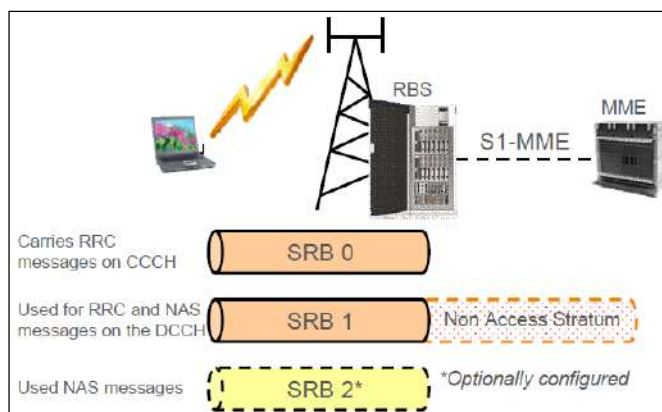 RBS
MME
S1-MME
Carries RRC
messages on CCCH
SRB 0
Used for RRC and NAS
messages on the DCCH
SRB 1
Non Access Stratum
Used NAS messages
SRB 2*
*Optionally configured